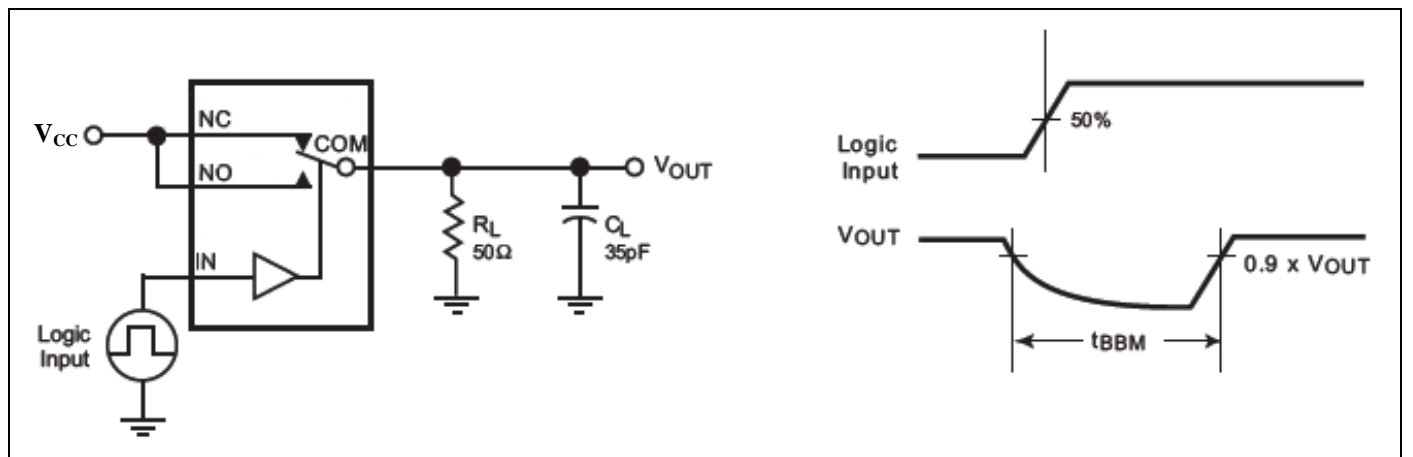 VCC
NC
COM
NO
VOUT
RL
50Ω
CL
35pF
IN
Logic
Input
50%
Logic
Input
VOUT
0.9 x VOUT
tBBM